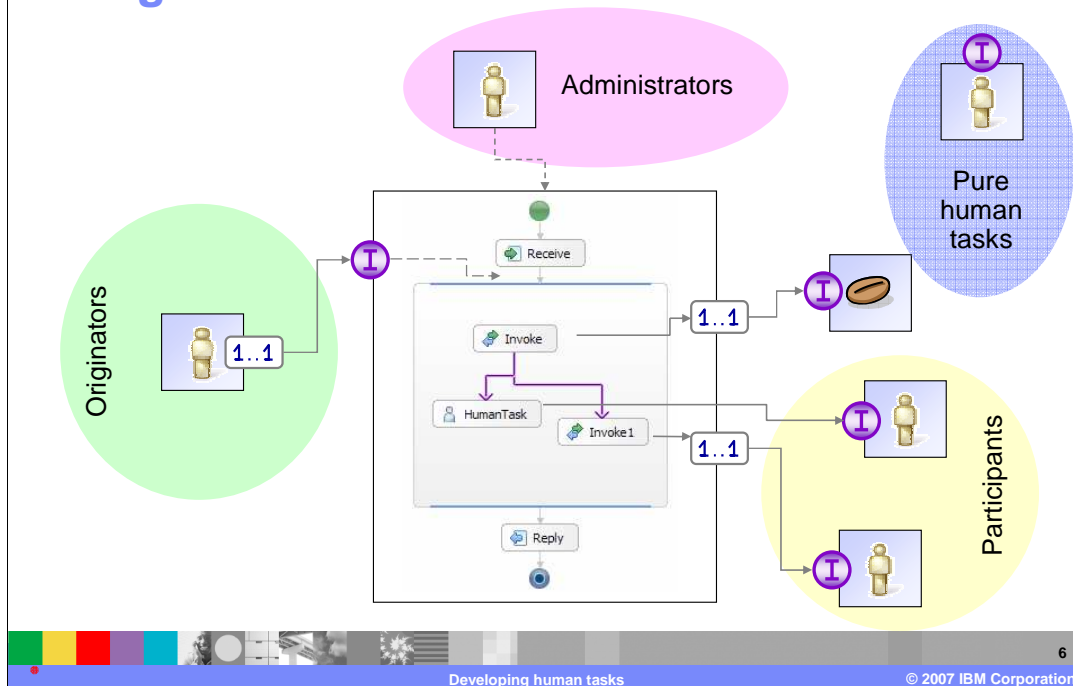 Administrators
Pure
human
tasks
I
Receive
I
Originators
1..1
Invoke
1..1
I
HumanTask
Invoke1
1..1
I
Participants
Reply
I
6
Developing human tasks
© 2007 IBM Corporation